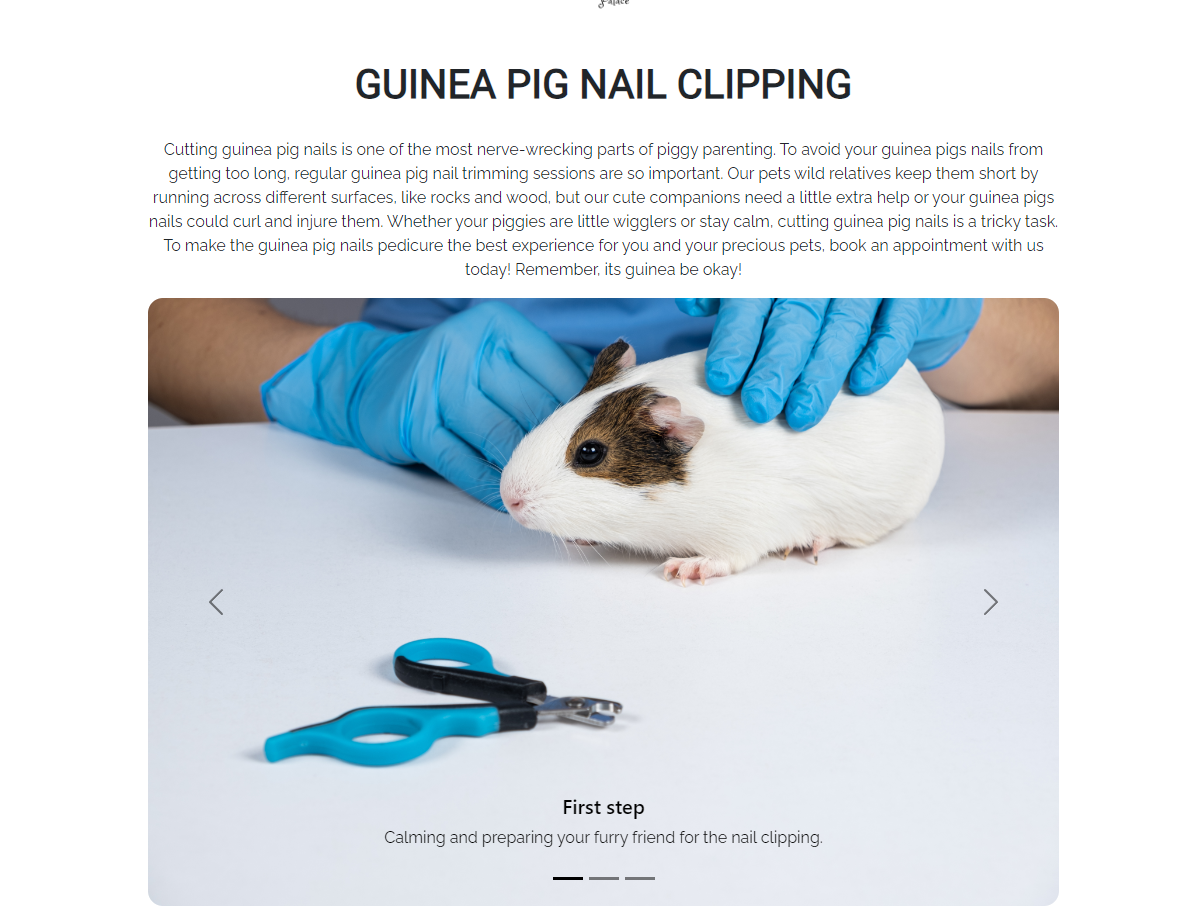 Palace
GUINEA PIG NAIL CLIPPING
Cutting guinea pig nails is one of the most nerve-wrecking parts of piggy parenting. To avoid your guinea pigs nails from
getting too long, regular guinea pig nail trimming sessions are so important. Our pets wild relatives keep them short by
running across different surfaces, like rocks and wood, but our cute companions need a little extra help or your guinea pigs
nails could curl and injure them. Whether your piggies are little wigglers or stay calm, cutting guinea pig nails is a tricky task.
To make the guinea pig nails pedicure the best experience for you and your precious pets, book an appointment with us
today! Remember, its guinea be okay!
First step
Calming and preparing your furry friend for the nail clipping.